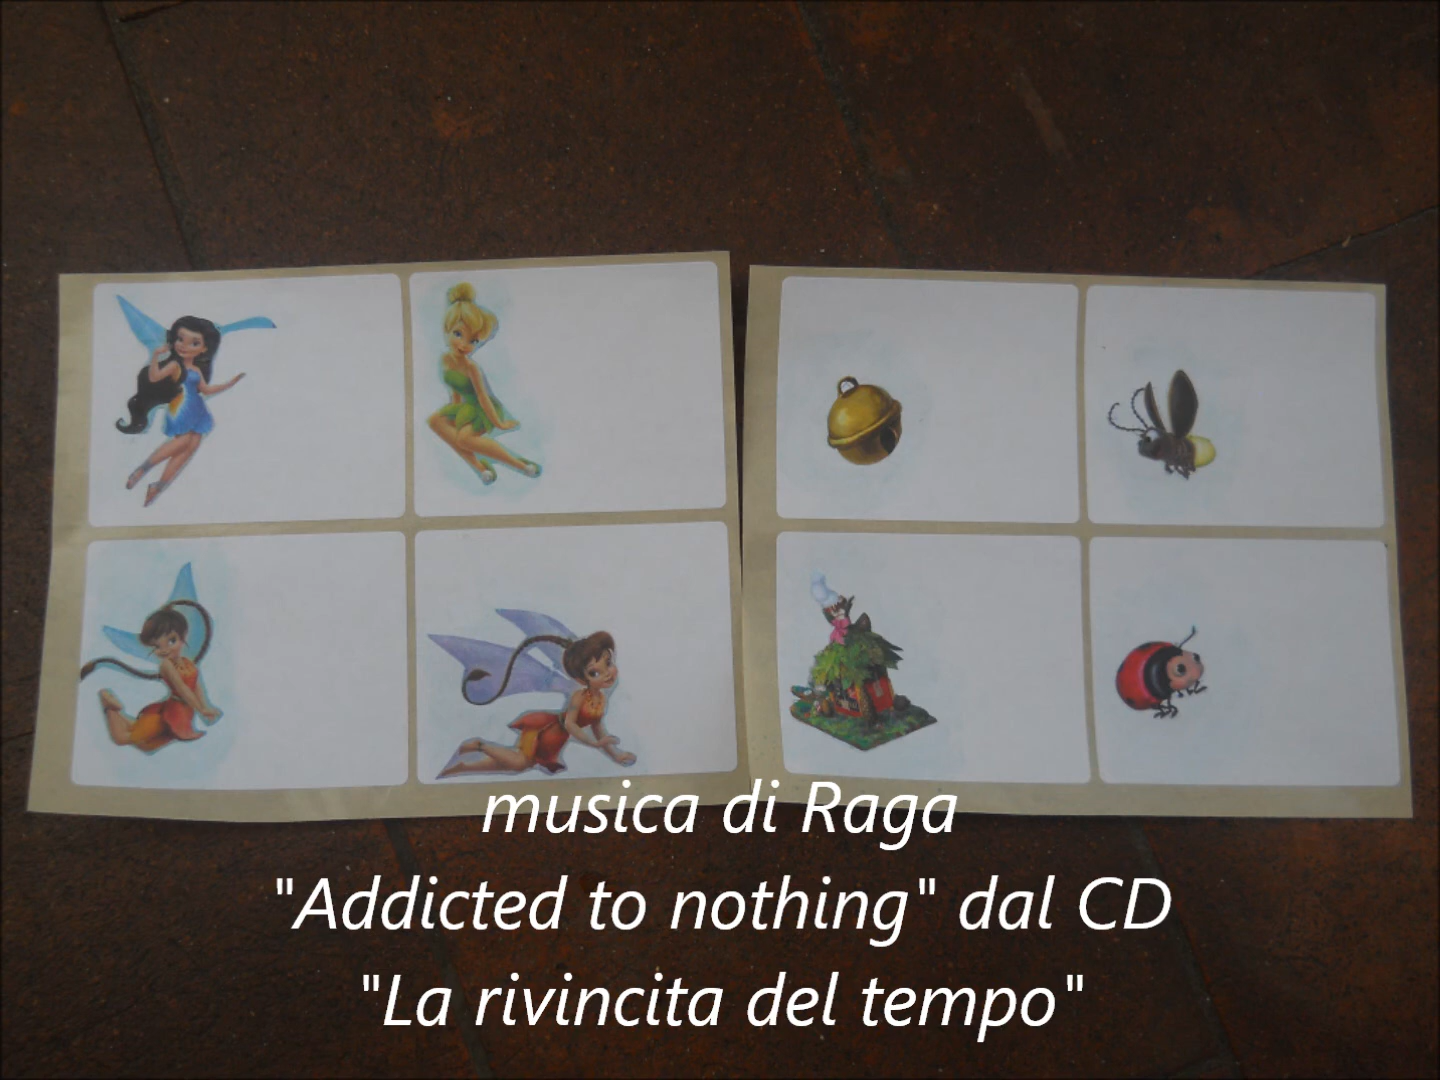 musica di Raga
"Addicted to nothing" dal CD
"La rivincita del tempo"